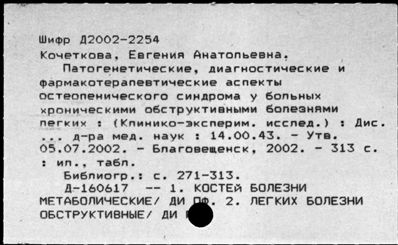 Шифр Д2002-2254
Кочеткова, Евгения Анатольевна.
Патогенетические, диагностические и
фармакотерапевтические аспекты
остеопенического синдрома у больных
хроническими обструктивными болезнями
легких : (Клинико-эксперим. исслед.) : Дис.
... д-ра мед. наук : 14.00.43. - Утв.
05.07.2002. - Благовещенск, 2002. - 313 с.
: ил., табл.
Библиогр.: с. 271-313.
Д-160617 -- 1. КОСТЕЙ БОЛЕЗНИ
МЕТАБОЛИЧЕСКИЕ/ ДИ ПФ. 2. ЛЕГКИХ БОЛЕЗНИ
ОБСТРУКТИВНЫЕ/ ДИ